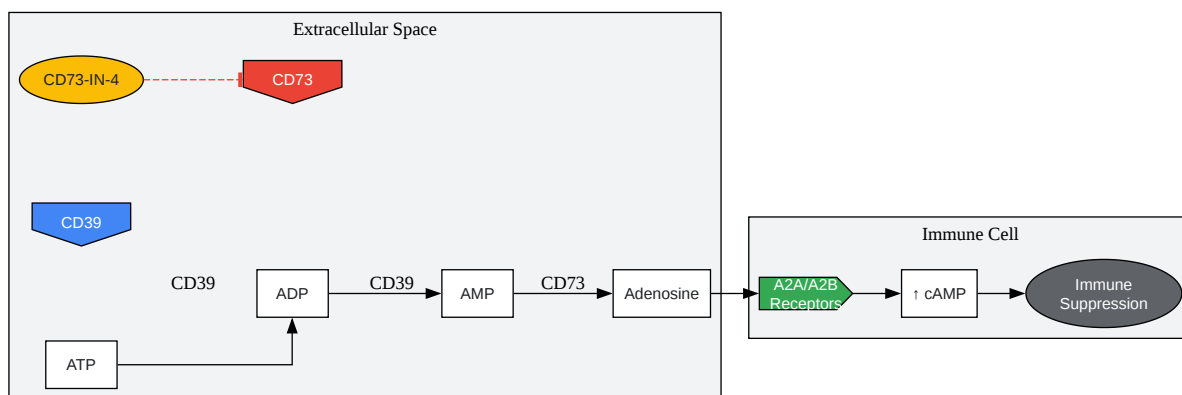 Extracellular Space
CD73-IN-4
CD73
CD39
Immune Cell
CD39
ADP
CD39
AMP
CD73
Adenosine
A2A/A2B
Receptors
↑ cAMP
Immune
Suppression
ATP